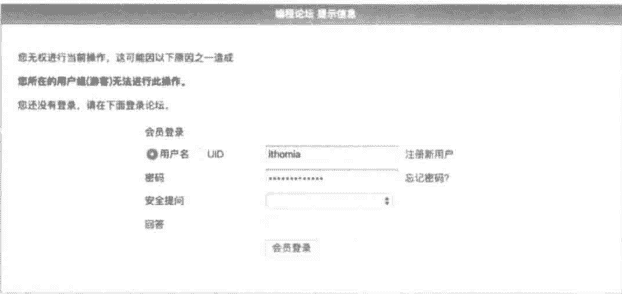 编程论坛 提示信息
您无权进行当前操作，这可能因以下原因之一造成
您所在的用户组(游客)无法进行此操作。
您还没有登录，请在下面登录论坛。
会员登录
用户名 UID ithomia 注册新用户
密码 ************* 忘记密码?
安全提问
回答
会员登录